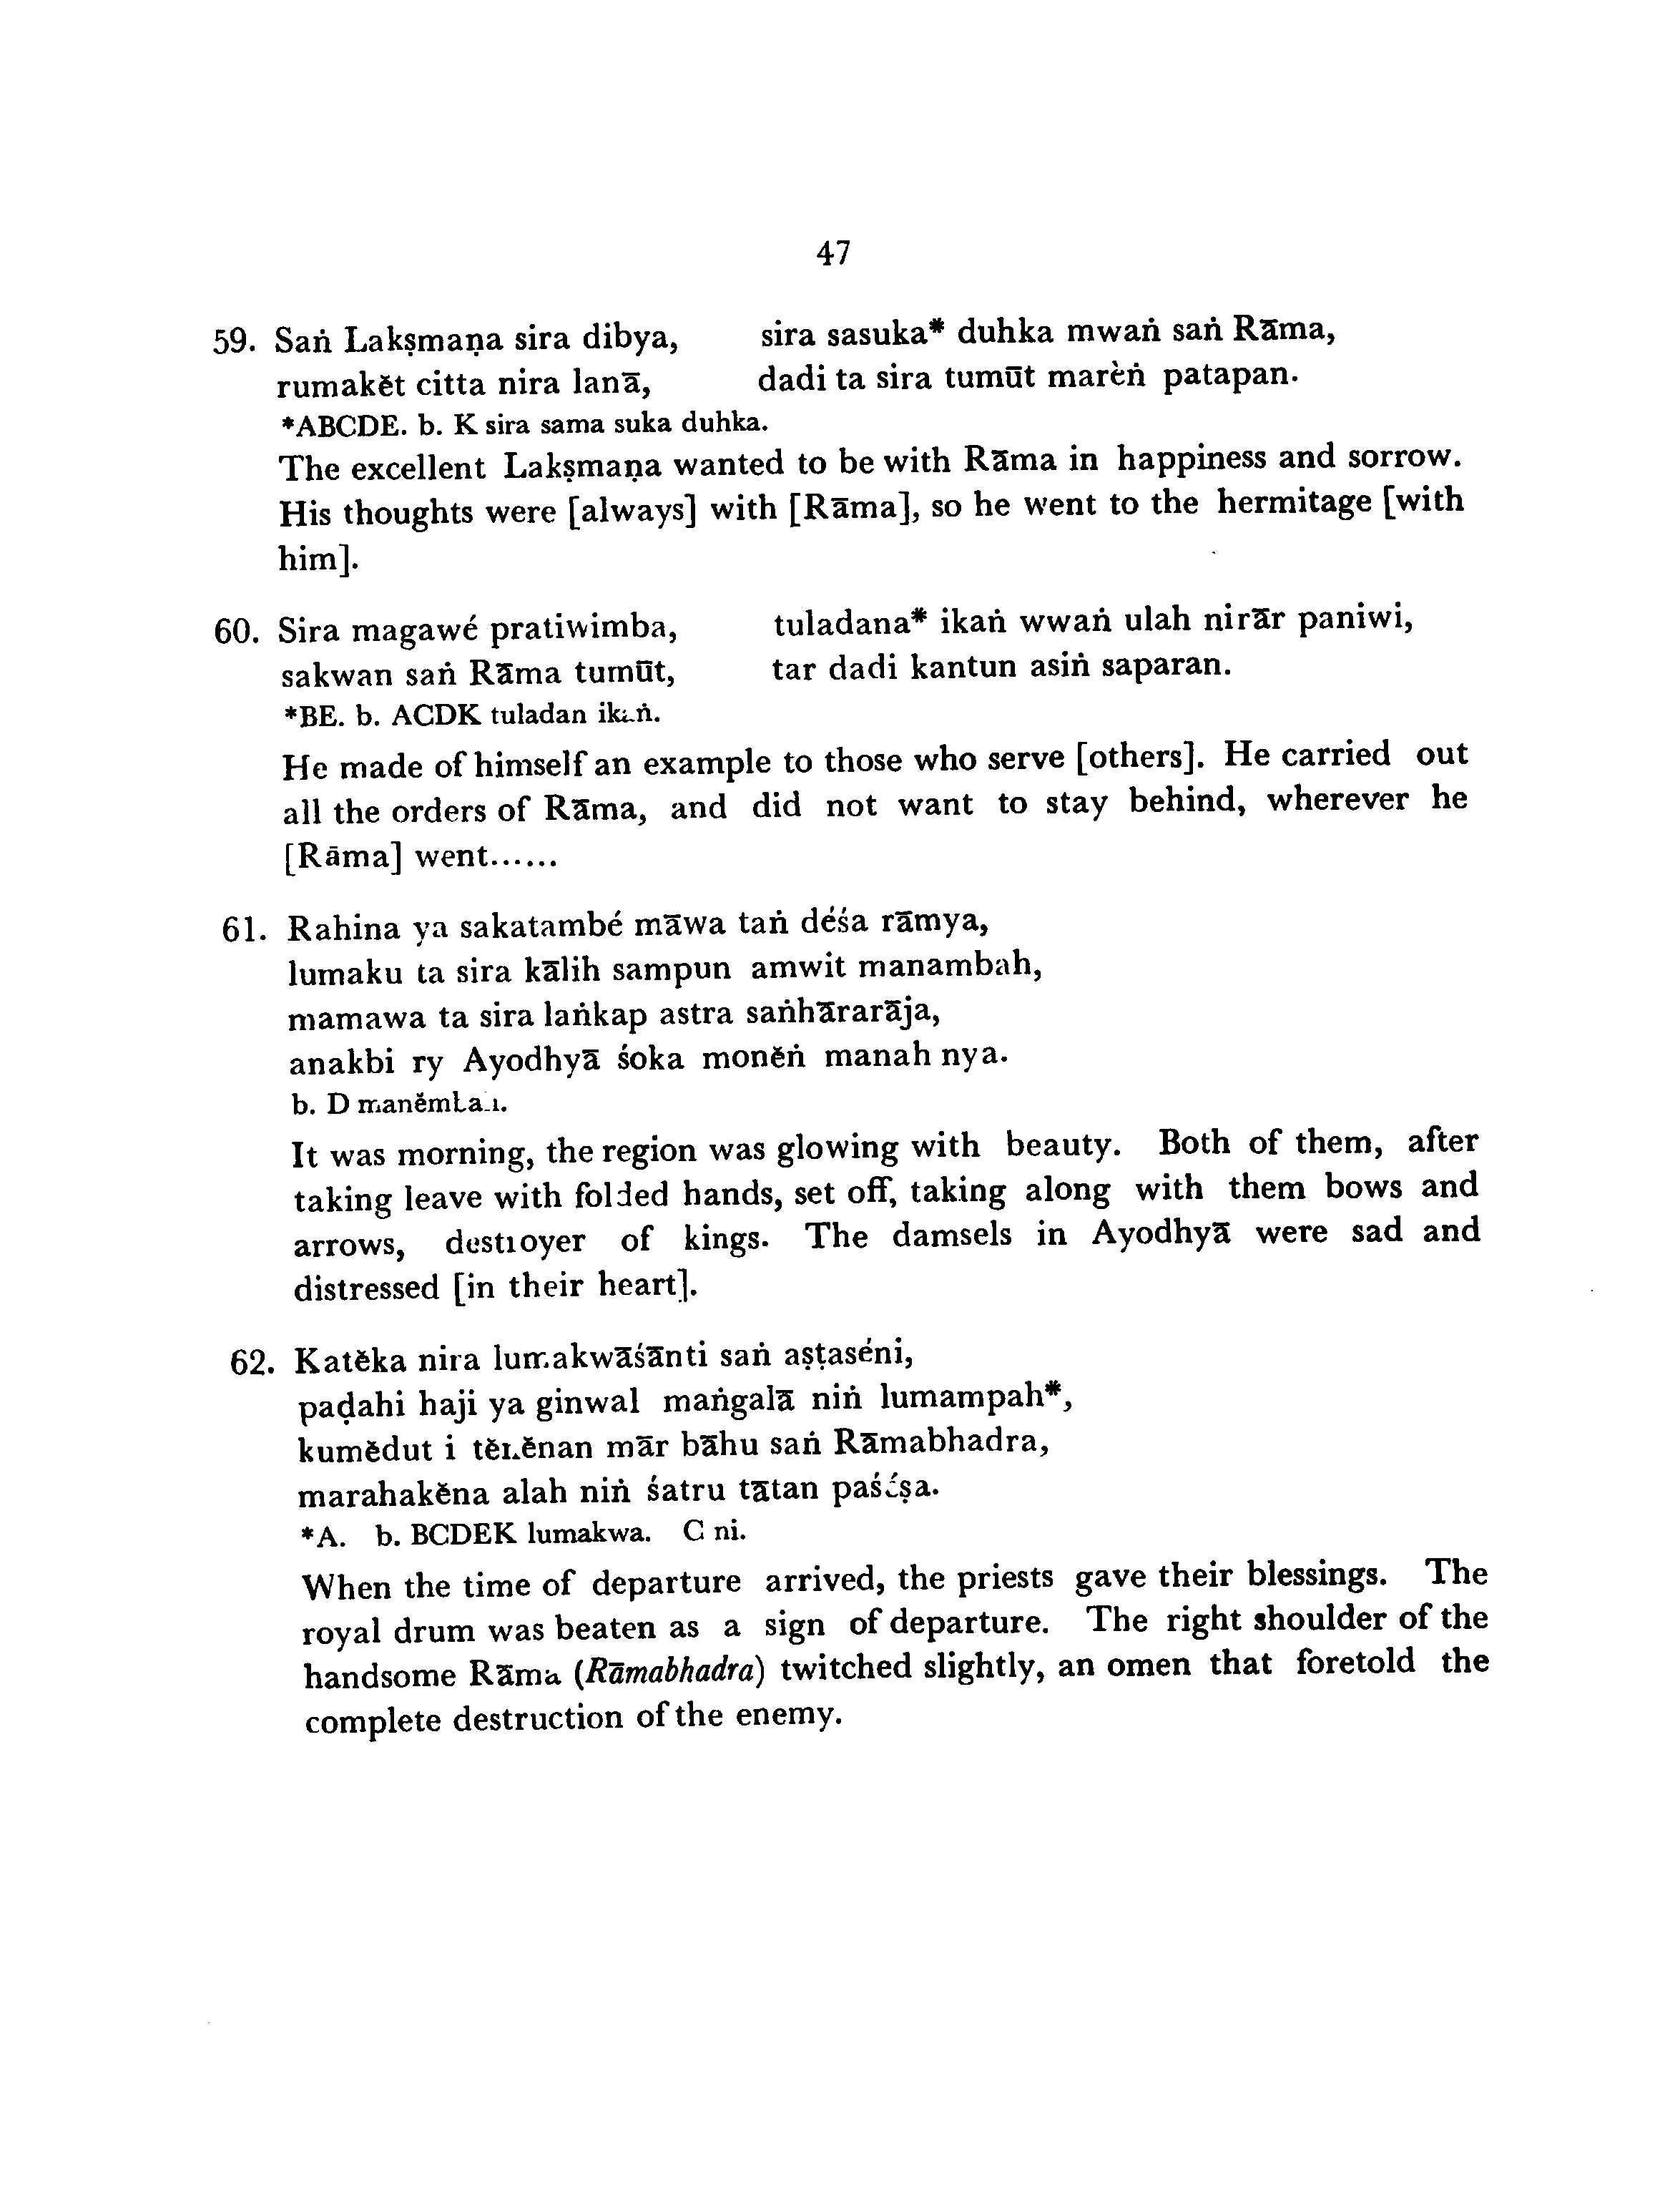 47
59. Saṅ Lakṣmaṇa sira dibya, sira sasuka* duhka mwaṅ saṅ Rāma,
rumakĕt citta nira lanā, dadi ta sira tumūt marèṅ patapan.
*ABCDE. b. K sira sama suka duhka.
The excellent Lakṣmaṇa wanted to be with Rāma in happiness and sorrow.
His thoughts were [always] with [Rāma], so he went to the hermitage [with
him].
60. Sira magawé pratiwimba, tuladana* ikaṅ wwaṅ ulah nirār paniwi,
sakwan saṅ Rāma tumūt, tar dadi kantun asiṅ saparan.
*BE. b. ACDK tuladan ikaṅ.
He made of himself an example to those who serve [others]. He carried out
all the orders of Rāma, and did not want to stay behind, wherever he
[Rāma] went......
61. Rahina ya sakatambé māwa taṅ déśa rāmya,
lumaku ta sira kālih sampun amwit manambah,
mamawa ta sira laṅkap astra saṅhārarāja,
anakbi ry Ayodhyā śoka monĕṅ manah nya.
b. D
It was morning, the region was glowing with beauty. Both of them, after
taking leave with folded hands, set off, taking along with them bows and
arrows, destroyer of kings. The damsels in Ayodhyā were sad and
distressed [in their heart].
62. Katĕka nira lumakwāśānti saṅ aṣṭaséni,
paḍahi haji ya ginwal maṅgalā niṅ lumampah*,
kumĕdut i tĕṅĕnan mār bāhu saṅ Rāmabhadra,
marahakĕna alah niṅ śatru tātan paśéṣa.
*A. b. BCDEK lumakwa. C ni.
When the time of departure arrived, the priests gave their blessings. The
royal drum was beaten as a sign of departure. The right shoulder of the
handsome Rāma (Rāmabhadra) twitched slightly, an omen that foretold the
complete destruction of the enemy.